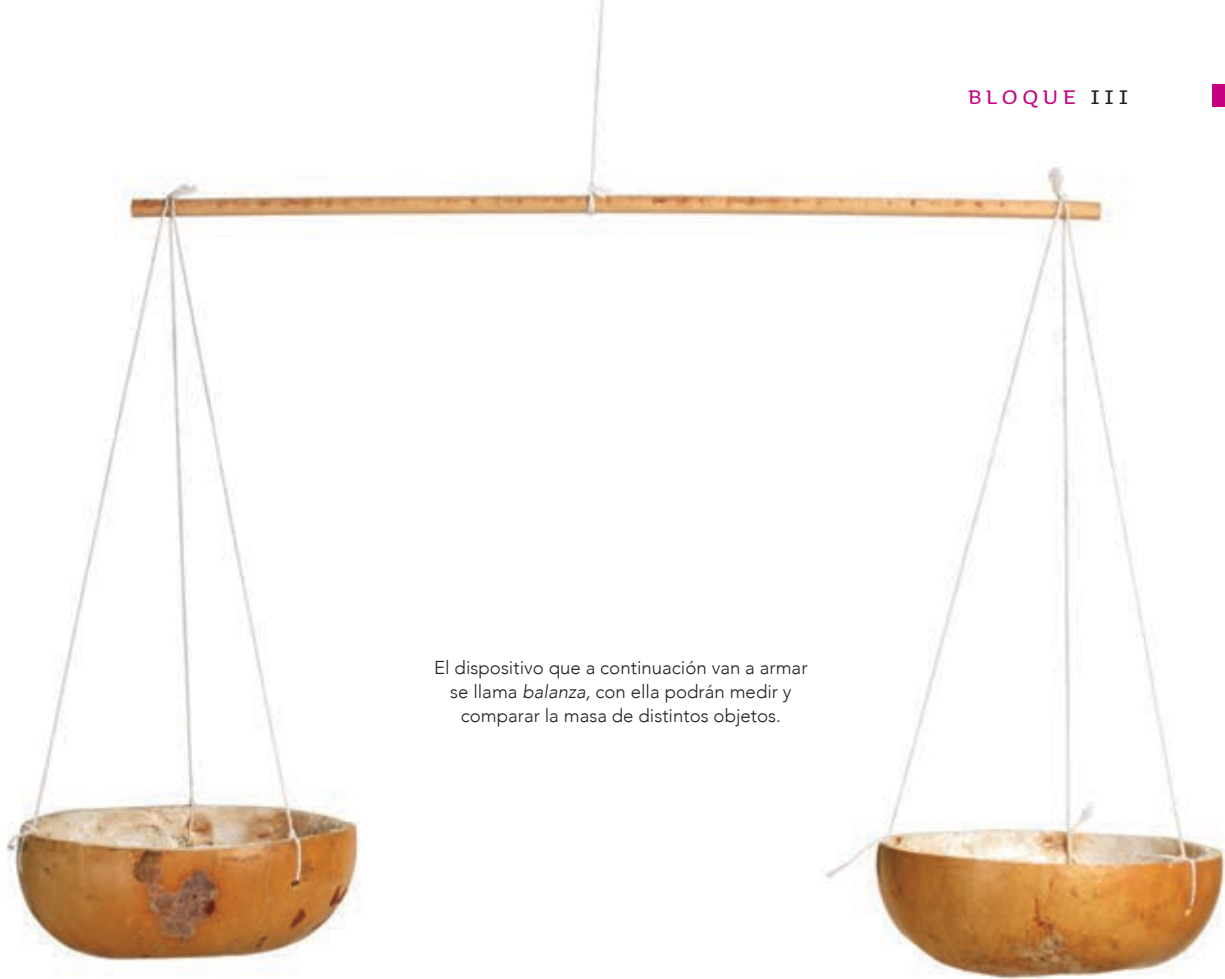 BLOQUE III
El dispositivo que a continuación van a armar
se llama balanza, con ella podrán medir y
comparar la masa de distintos objetos.